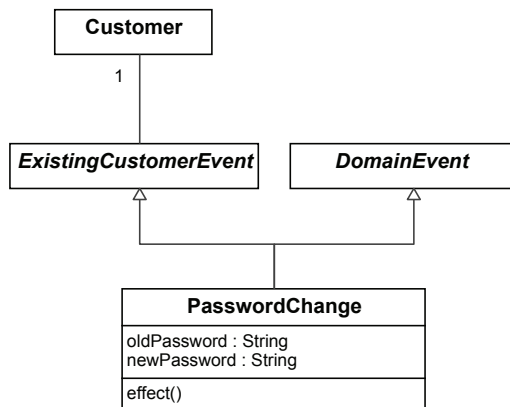 Customer
1
ExistingCustomerEvent
DomainEvent
PasswordChange
oldPassword : String
newPassword : String
effect()